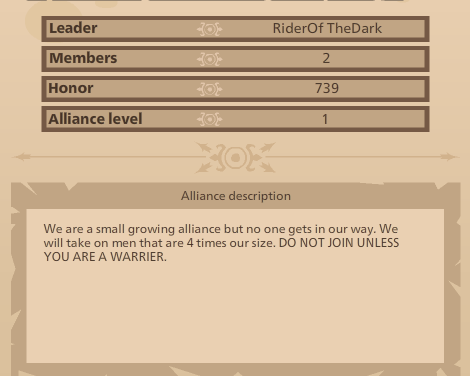 Leader RiderOf TheDark
Members 2
Honor 739
Alliance level 1
Alliance description
We are a small growing alliance but no one gets in our way. We
will take on men that are 4 times our size. DO NOT JOIN UNLESS
YOU ARE A WARRIER.